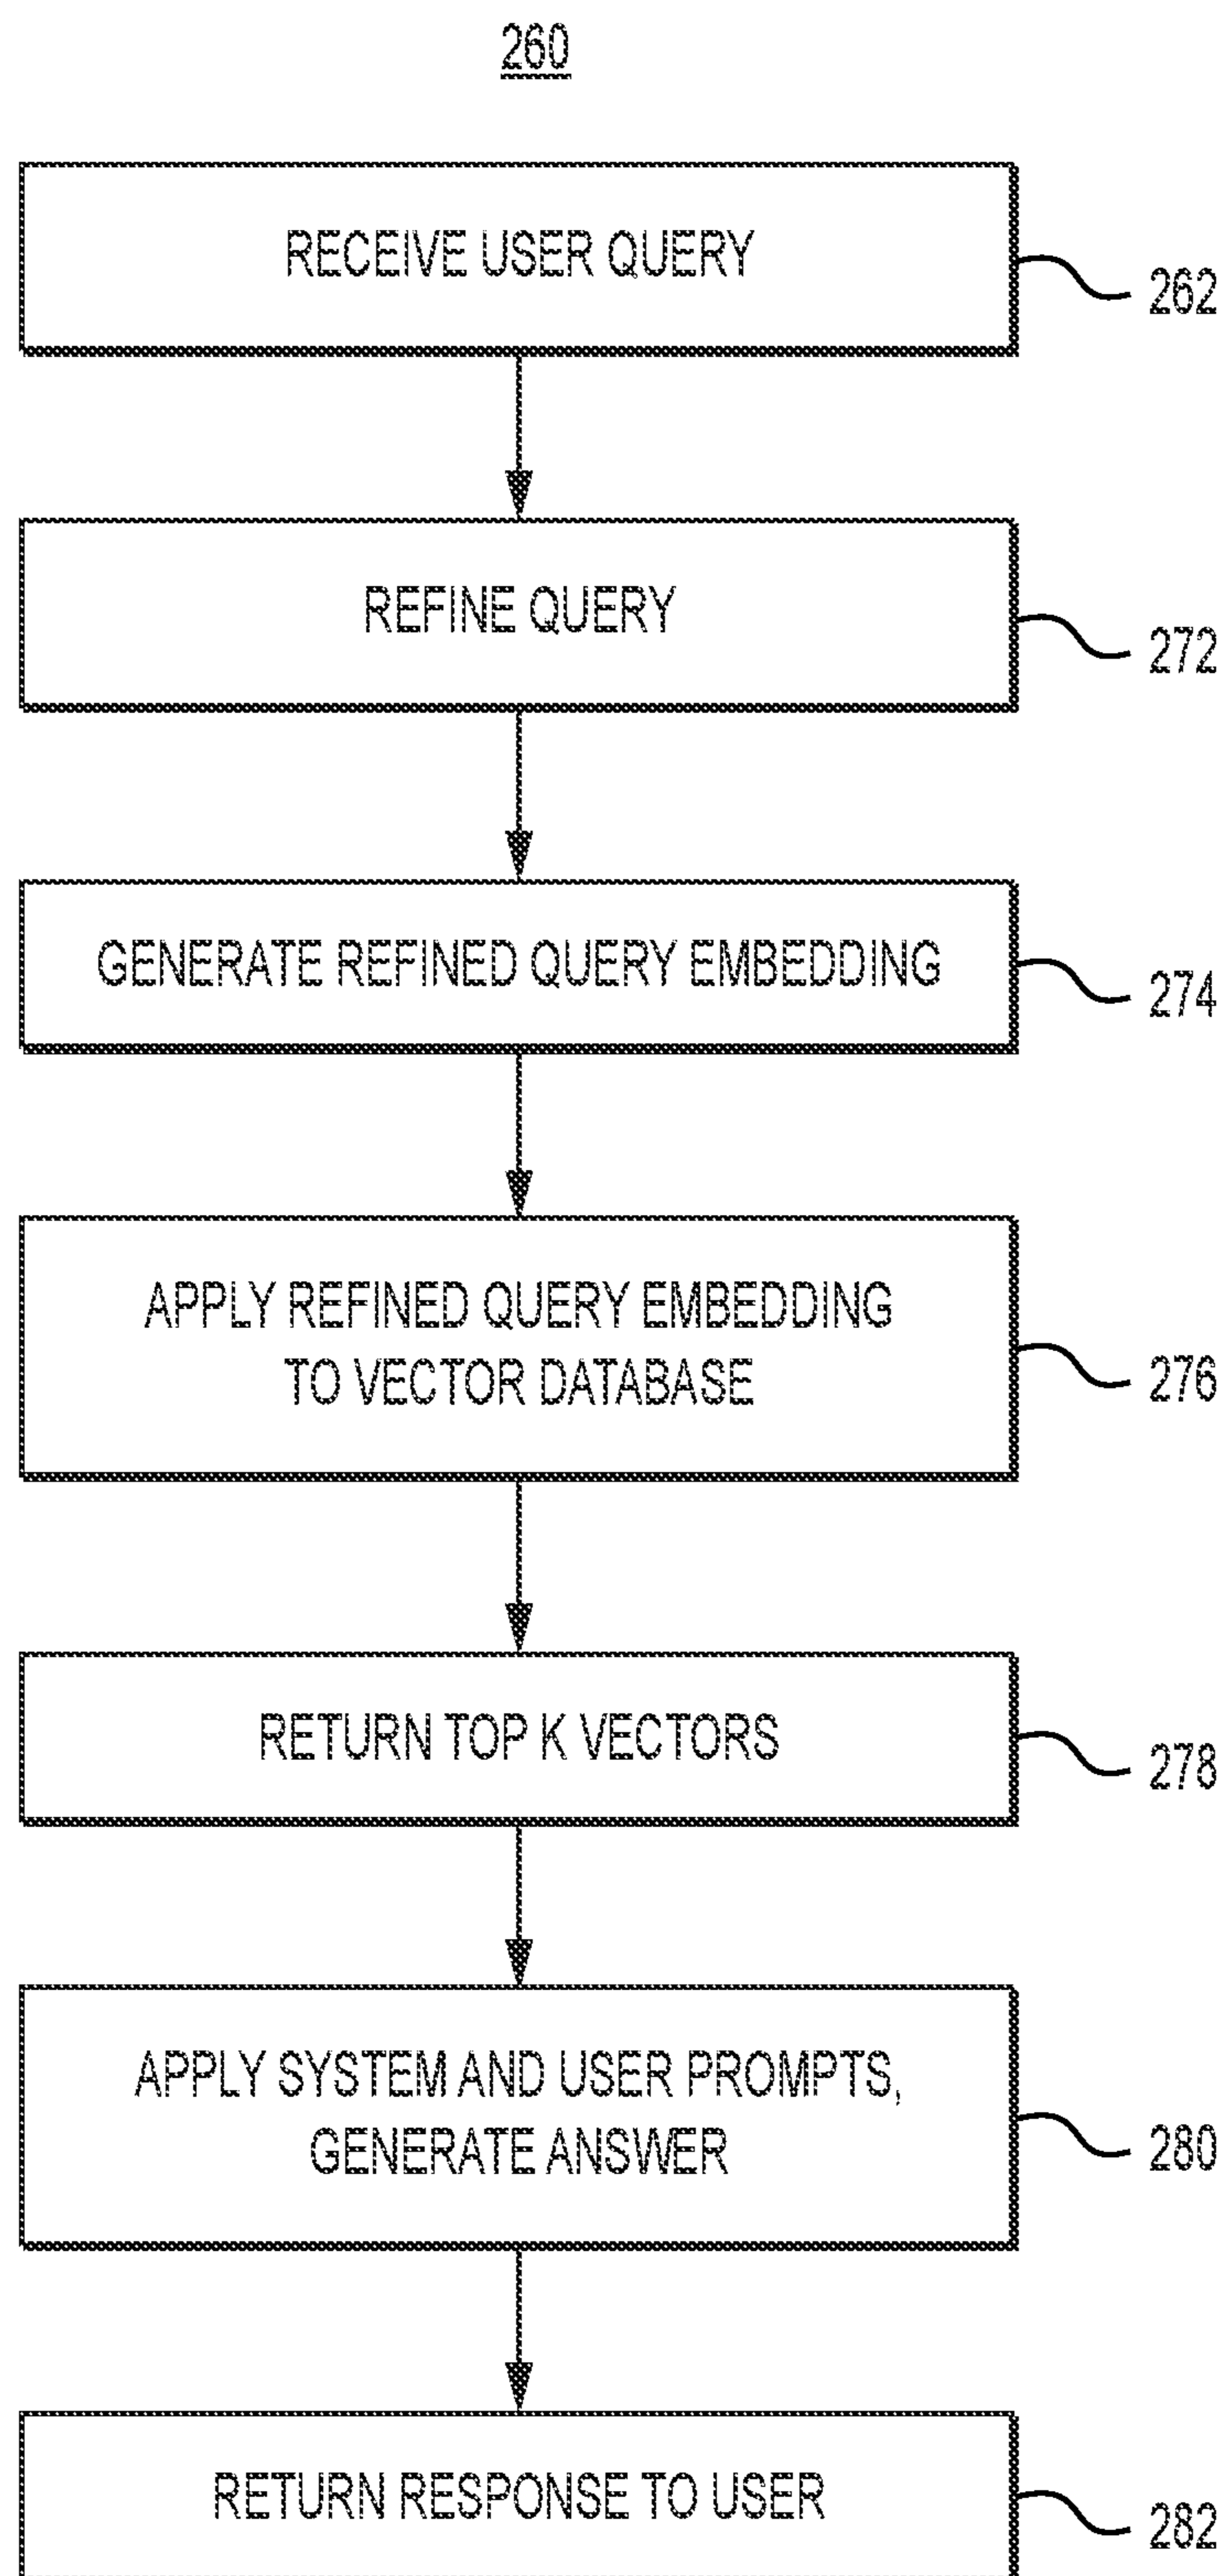 260
RECEIVE USER QUERY
262
REFINE QUERY
272
GENERATE REFINED QUERY EMBEDDING
274
APPLY REFINED QUERY EMBEDDING
TO VECTOR DATABASE
276
RETURN TOP K VECTORS
278
APPLY SYSTEM AND USER PROMPTS,
GENERATE ANSWER
280
RETURN RESPONSE TO USER
282